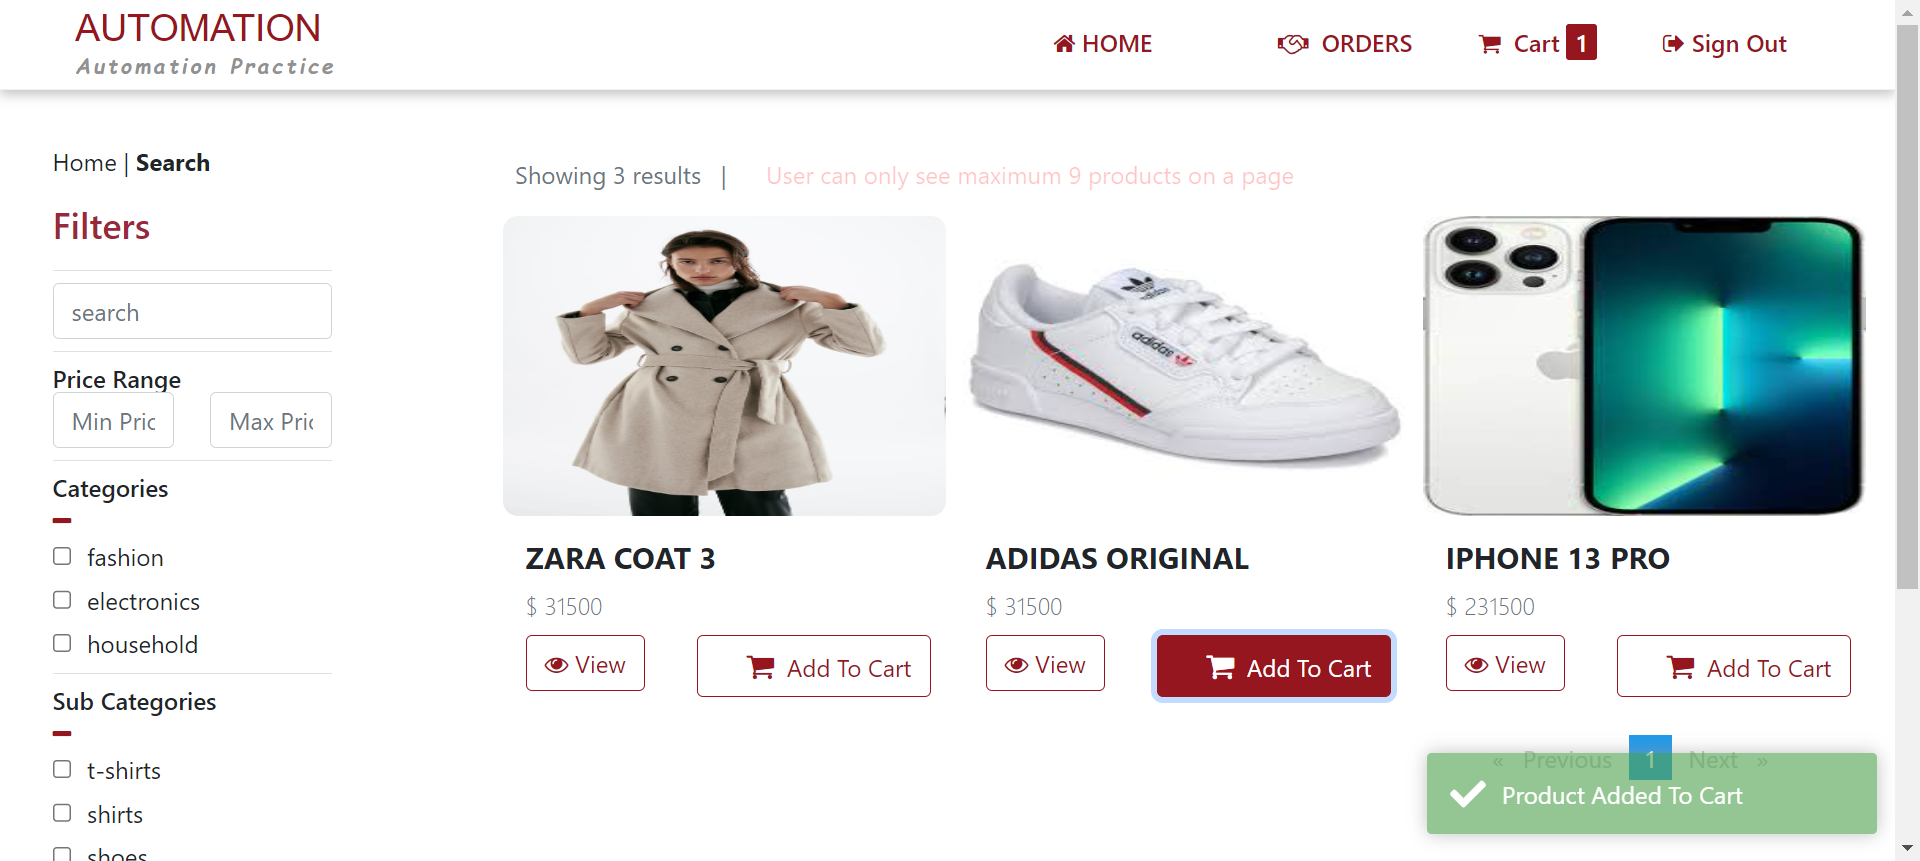 AUTOMATION
Automation Practice
HOME
ORDERS
Cart 1
Sign Out
Home | Search
Filters
search
Price Range
Min Pric
Max Pric
Categories
fashion
electronics
household
Sub Categories
t-shirts
shirts
shoes
Showing 3 results |
User can only see maximum 9 products on a page
adidas
adidas
ZARA COAT 3
$ 31500
View
Add To Cart
ADIDAS ORIGINAL
$ 31500
View
Add To Cart
IPHONE 13 PRO
$ 231500
View
Add To Cart
« Previous 1 Next »
Product Added To Cart